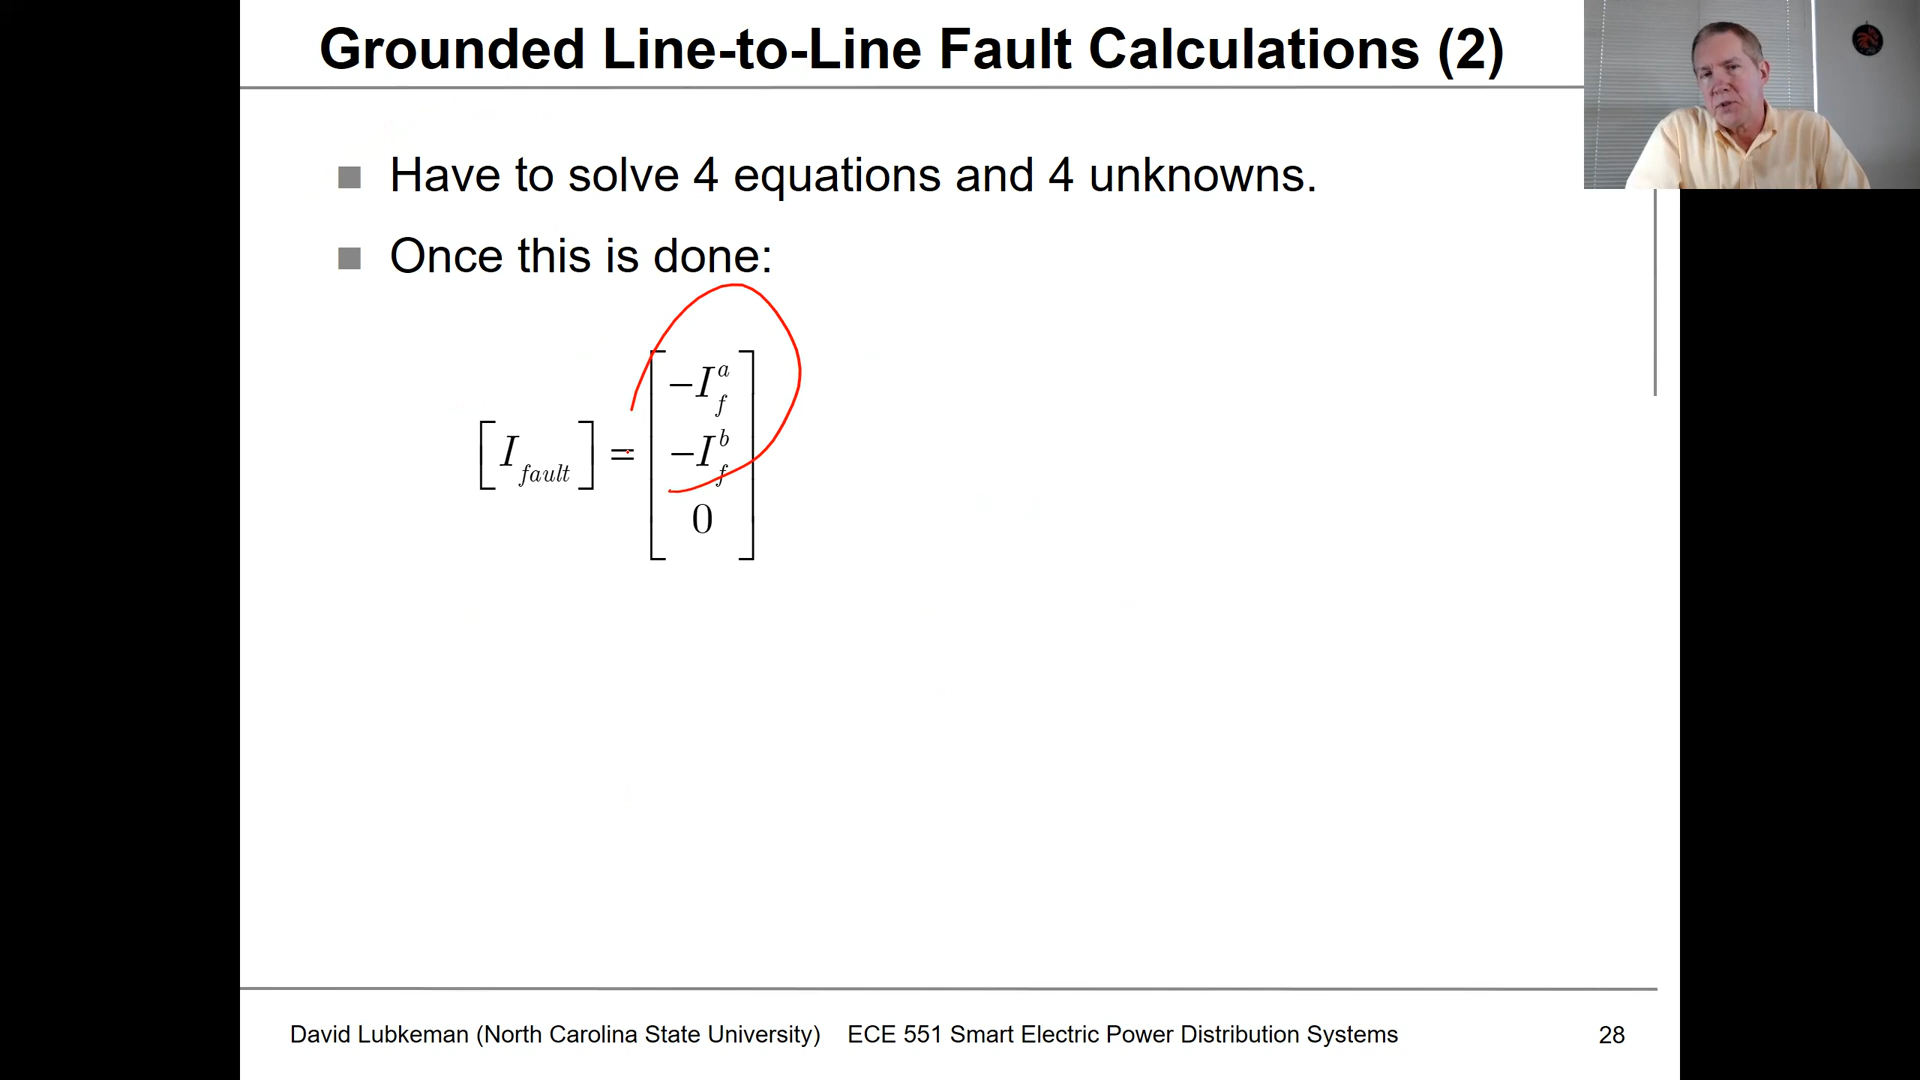 Grounded Line-to-Line Fault Calculations (2)
Have to solve 4 equations and 4 unknowns.
Once this is done:
[I_fault] = [−I_f^a
−I_f^b
0]
David Lubkeman (North Carolina State University) ECE 551 Smart Electric Power Distribution Systems 28